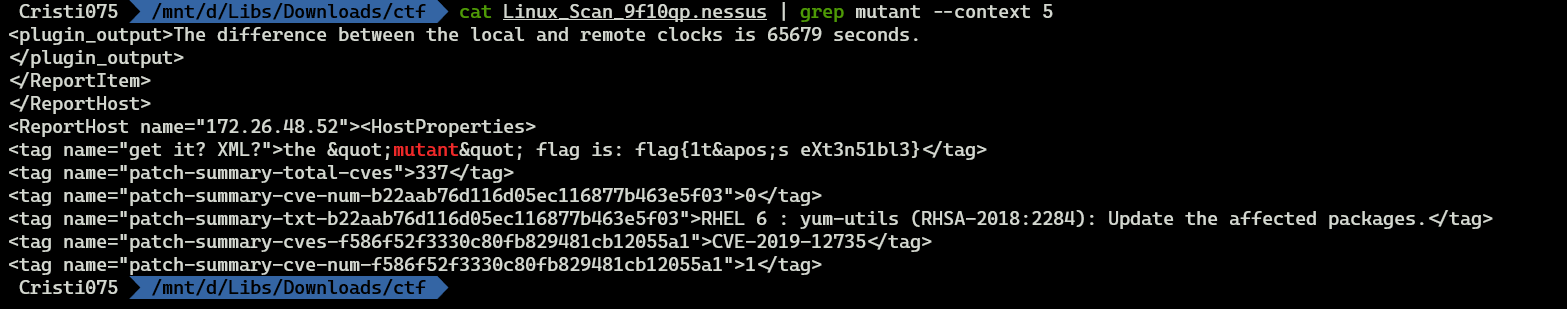 Cristi075 /mnt/d/Libs/Downloads/ctf cat Linux_Scan_9f10qp.nessus | grep mutant --context 5
<plugin_output>The difference between the local and remote clocks is 65679 seconds.
</plugin_output>
</ReportItem>
</ReportHost>
<ReportHost name="172.26.48.52"><HostProperties>
<tag name="get it? XML?">the &quot;mutant&quot; flag is: flag{1t&apos;s eXt3n51bl3}</tag>
<tag name="patch-summary-total-cves">337</tag>
<tag name="patch-summary-cve-num-b22aab76d116d05ec116877b463e5f03">0</tag>
<tag name="patch-summary-txt-b22aab76d116d05ec116877b463e5f03">RHEL 6 : yum-utils (RHSA-2018:2284): Update the affected packages.</tag>
<tag name="patch-summary-cves-f586f52f3330c80fb829481cb12055a1">CVE-2019-12735</tag>
<tag name="patch-summary-cve-num-f586f52f3330c80fb829481cb12055a1">1</tag>
Cristi075 /mnt/d/Libs/Downloads/ctf